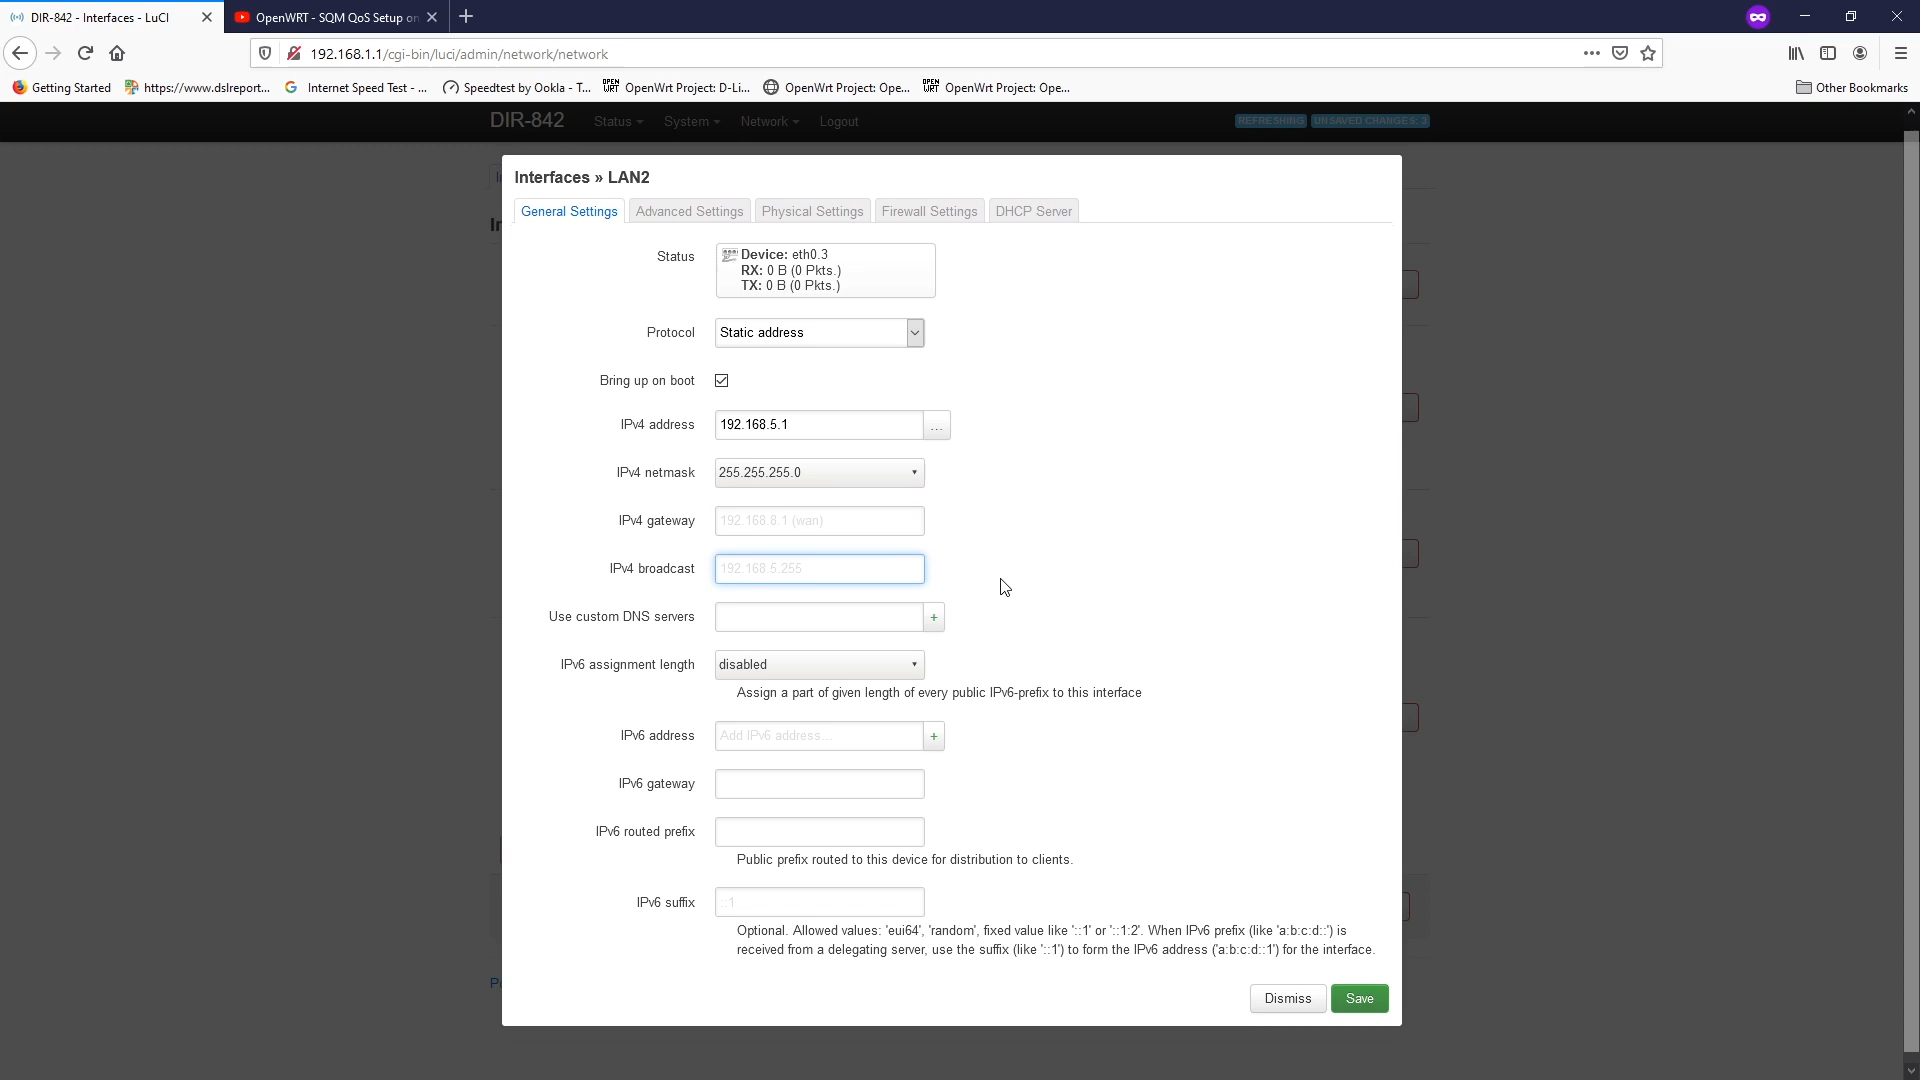 DIR-842 - Interfaces - LuCI
OpenWRT - SQM QoS Setup on
192.168.1.1/cgi-bin/luci/admin/network/network
Getting Started
https://www.dslreport...
Internet Speed Test - ...
Speedtest by Ookla - T...
OpenWrt Project: D-Li...
OpenWrt Project: Ope...
OpenWrt Project: Ope...
Other Bookmarks
DIR-842
Status
System
Network
Logout
REFRESHING
UNSAVED CHANGES: 3
Interfaces » LAN2
General Settings
Advanced Settings
Physical Settings
Firewall Settings
DHCP Server
Status
Device: eth0.3
RX: 0 B (0 Pkts.)
TX: 0 B (0 Pkts.)
Protocol
Static address
Bring up on boot
IPv4 address
192.168.5.1
...
IPv4 netmask
255.255.255.0
IPv4 gateway
192.168.8.1 (wan)
IPv4 broadcast
192.168.5.255
Use custom DNS servers
+
IPv6 assignment length
disabled
Assign a part of given length of every public IPv6-prefix to this interface
IPv6 address
Add IPv6 address...
+
IPv6 gateway
IPv6 routed prefix
Public prefix routed to this device for distribution to clients.
IPv6 suffix
::1
Optional. Allowed values: 'eui64', 'random', fixed value like '::1' or '::1:2'. When IPv6 prefix (like 'a:b:c:d::') is
received from a delegating server, use the suffix (like '::1') to form the IPv6 address ('a:b:c:d::1') for the interface.
Dismiss
Save